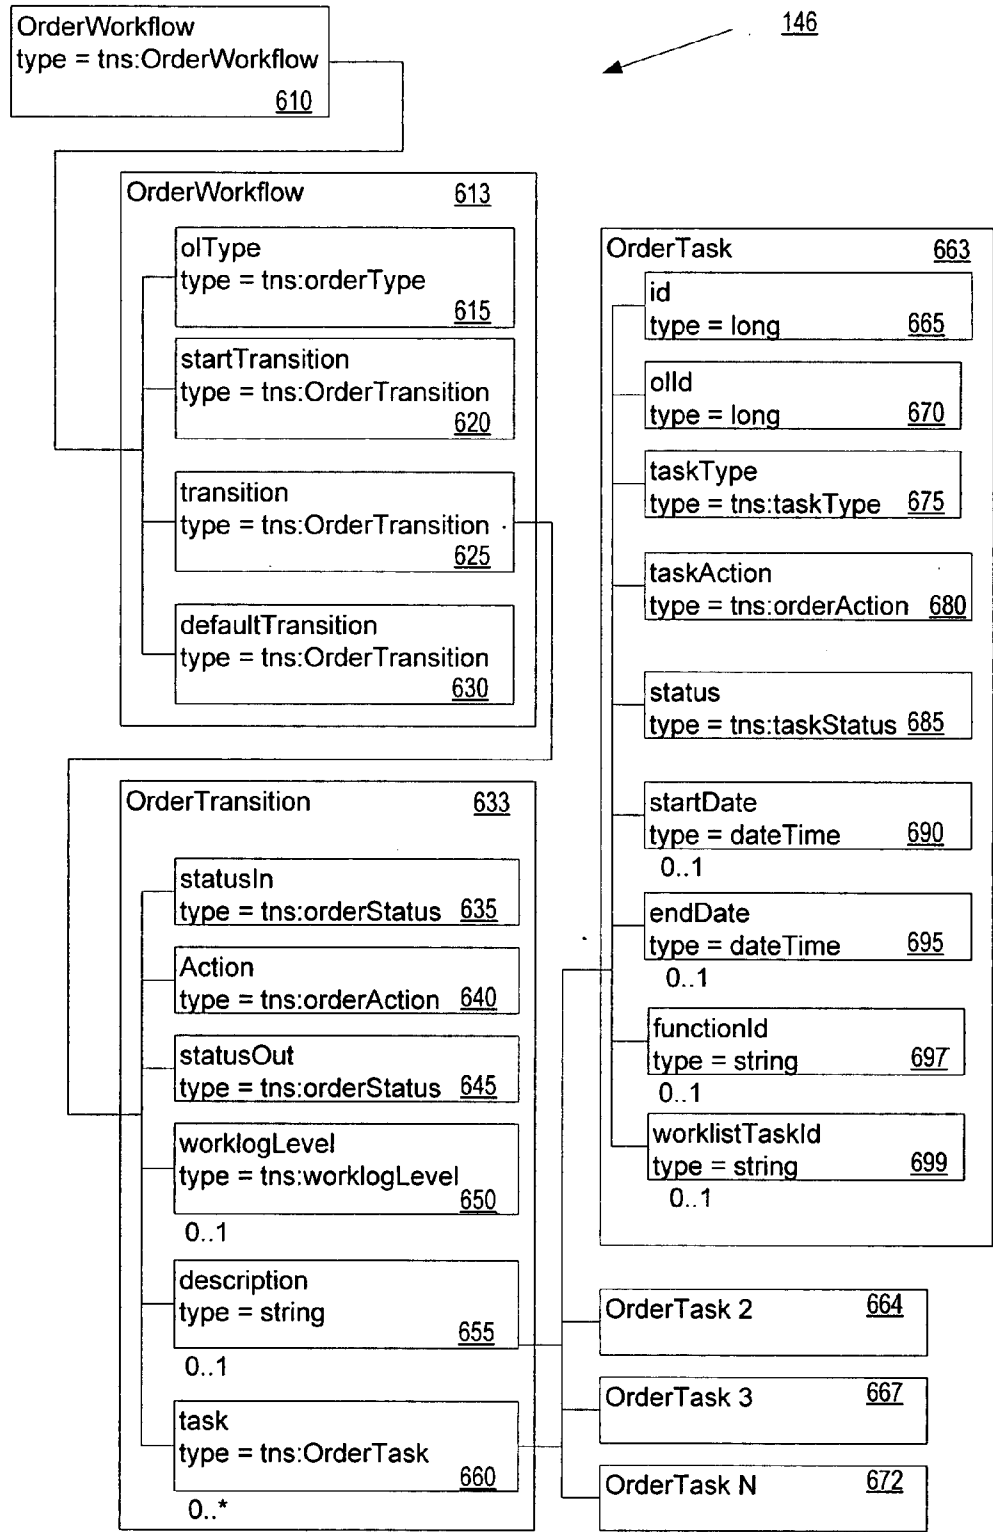 146
OrderWorkflow
type = tns:OrderWorkflow
610
OrderWorkflow 613
olType
type = tns:orderType
615
startTransition
type = tns:OrderTransition
620
transition
type = tns:OrderTransition
625
defaultTransition
type = tns:OrderTransition
630
OrderTransition 633
statusIn
type = tns:orderStatus 635
Action
type = tns:orderAction 640
statusOut
type = tns:orderStatus 645
worklogLevel
type = tns:worklogLevel
650
0..1
description
type = string
655
0..1
task
type = tns:OrderTask
660
0..*
OrderTask 663
id
type = long 665
olId
type = long 670
taskType
type = tns:taskType 675
taskAction
type = tns:orderAction 680
status
type = tns:taskStatus 685
startDate
type = dateTime 690
0..1
endDate
type = dateTime 695
0..1
functionId
type = string 697
0..1
worklistTaskId
type = string 699
0..1
OrderTask 2 664
OrderTask 3 667
OrderTask N 672